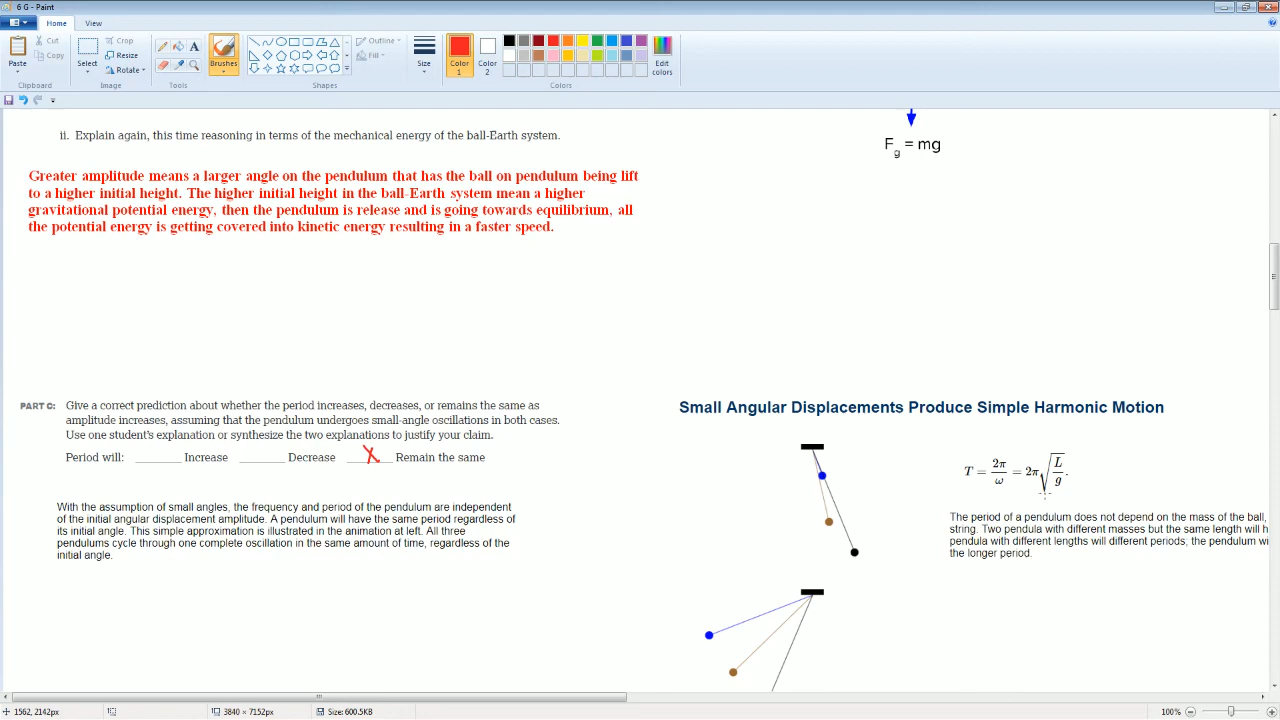 6 G - Paint
Home
View
Paste
Cut
Copy
Clipboard
Select
Crop
Resize
Rotate
Image
A
Tools
Brushes
Outline
Fill
Shapes
Size
Color
1
Color
2
Edit
colors
Colors
ii. Explain again, this time reasoning in terms of the mechanical energy of the ball-Earth system.
Fg = mg
Greater amplitude means a larger angle on the pendulum that has the ball on pendulum being lift
to a higher initial height. The higher initial height in the ball-Earth system mean a higher
gravitational potential energy, then the pendulum is release and is going towards equilibrium, all
the potential energy is getting covered into kinetic energy resulting in a faster speed.
PART C: Give a correct prediction about whether the period increases, decreases, or remains the same as
amplitude increases, assuming that the pendulum undergoes small-angle oscillations in both cases.
Use one student's explanation or synthesize the two explanations to justify your claim.
Period will: ______ Increase ______ Decrease __X__ Remain the same
With the assumption of small angles, the frequency and period of the pendulum are independent
of the initial angular displacement amplitude. A pendulum will have the same period regardless of
its initial angle. This simple approximation is illustrated in the animation at left. All three
pendulums cycle through one complete oscillation in the same amount of time, regardless of the
initial angle.
Small Angular Displacements Produce Simple Harmonic Motion
T = 2π/ω = 2π√(L/g).
The period of a pendulum does not depend on the mass of the ball,
string. Two pendula with different masses but the same length will h
pendula with different lengths will different periods, the pendulum wi
the longer period.
1562, 2142px
3840 × 7152px
Size: 600.5KB
100%